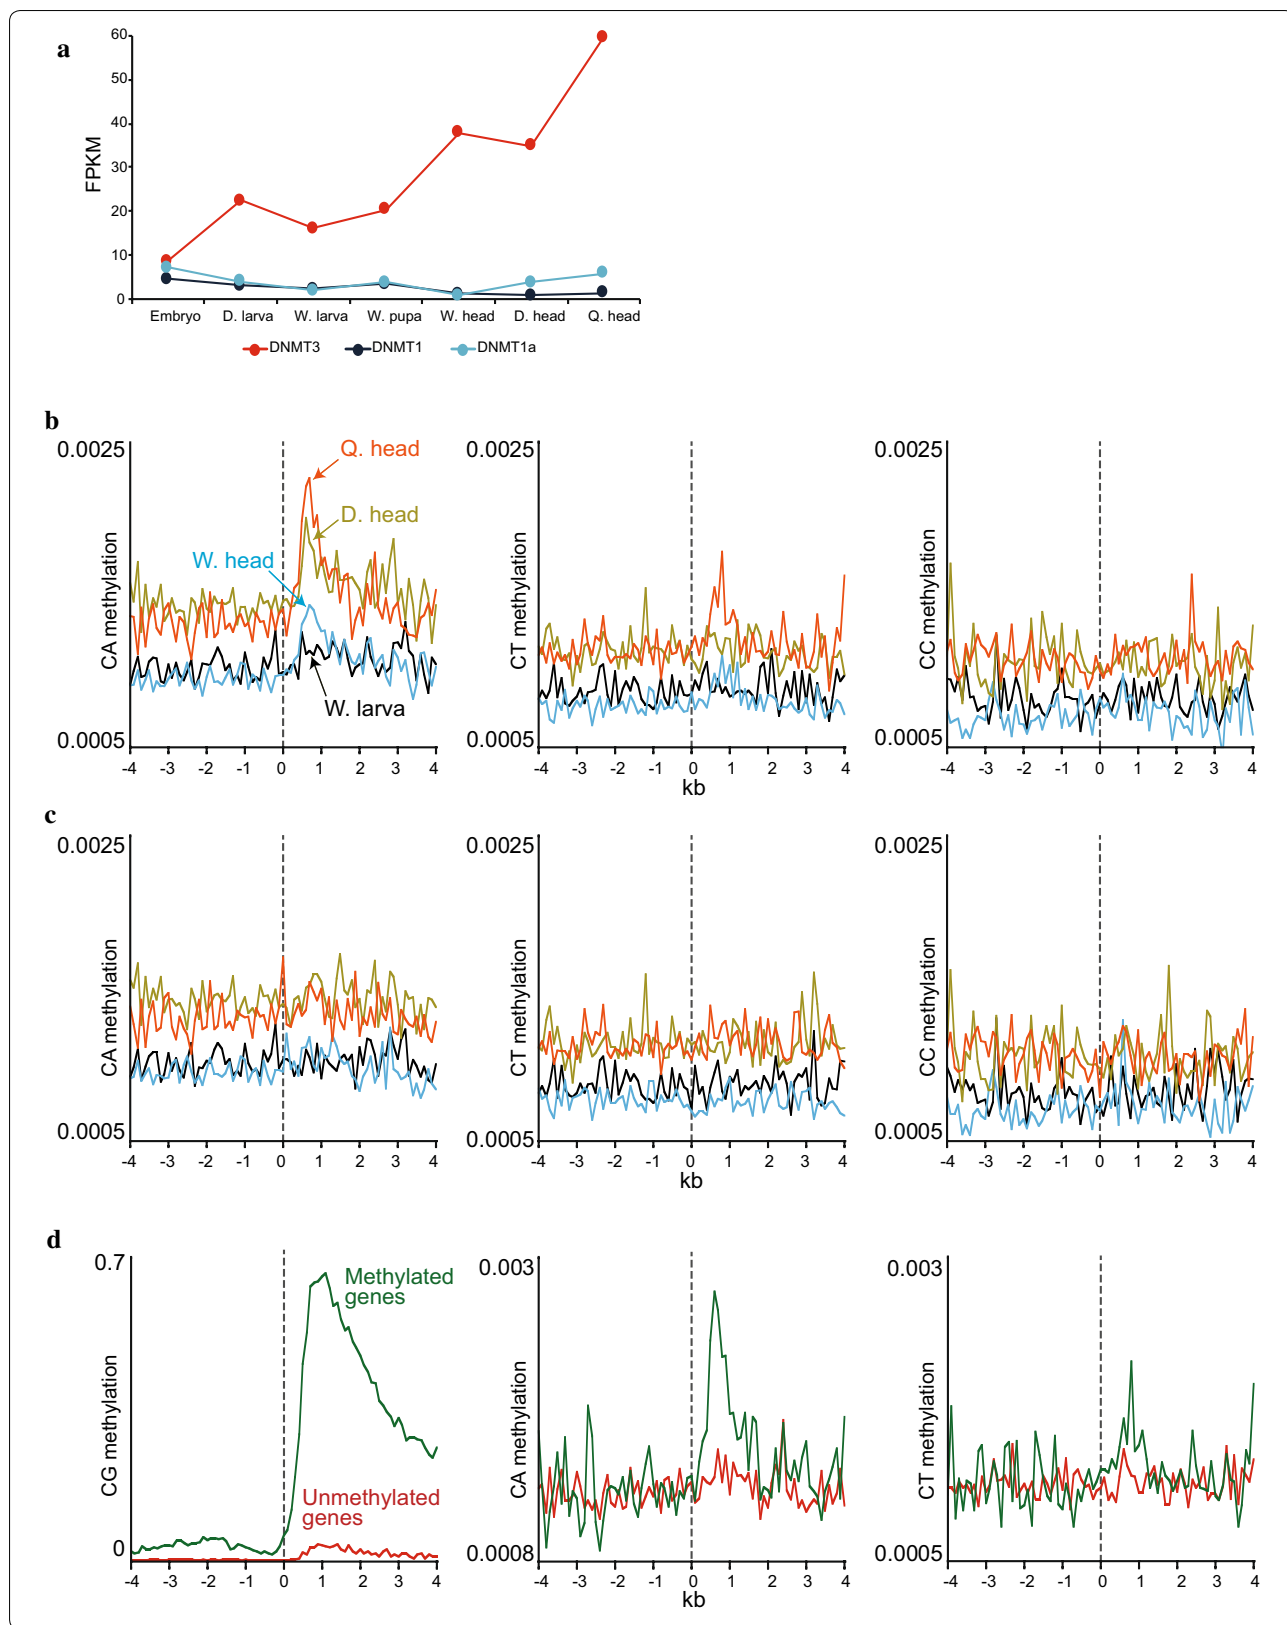 a
60
50
40
30
20
10
0
FPKM
Embryo D. larva W. larva W. pupa W. head D. head Q. head
DNMT3 DNMT1 DNMT1a
b
0.0025
0.0005
CA methylation
Q. head
D. head
W. head
W. larva
-4 -3 -2 -1 0 1 2 3 4
0.0025
0.0005
CT methylation
-4 -3 -2 -1 0 1 2 3 4
kb
0.0025
0.0005
CC methylation
-4 -3 -2 -1 0 1 2 3 4
c
0.0025
0.0005
CA methylation
-4 -3 -2 -1 0 1 2 3 4
0.0025
0.0005
CT methylation
-4 -3 -2 -1 0 1 2 3 4
kb
0.0025
0.0005
CC methylation
-4 -3 -2 -1 0 1 2 3 4
d
0.7
0
CG methylation
Methylated
genes
Unmethylated
genes
-4 -3 -2 -1 0 1 2 3 4
0.003
0.0008
CA methylation
-4 -3 -2 -1 0 1 2 3 4
kb
0.003
0.0005
CT methylation
-4 -3 -2 -1 0 1 2 3 4